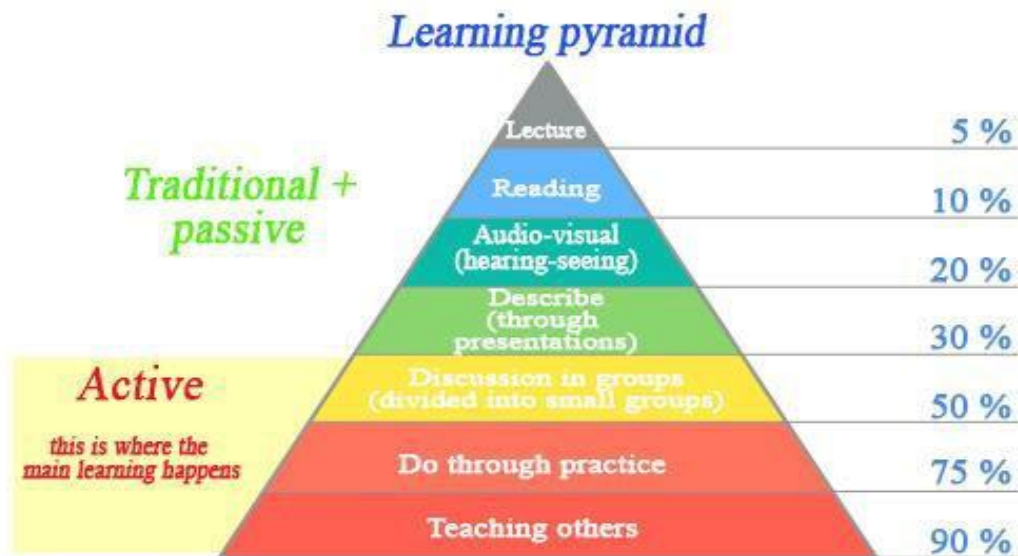 Learning pyramid
Lecture
5 %
Traditional +
passive
Reading
10 %
Audio-visual
(hearing-seeing)
20 %
Describe
(through
presentations)
30 %
Active
this is where the
main learning happens
Discussion in groups
(divided into small groups)
50 %
Do through practice
75 %
Teaching others
90 %